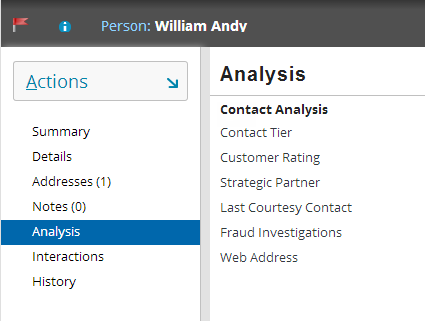 Person: William Andy
Actions
Summary
Details
Addresses (1)
Notes (0)
Analysis
Interactions
History
Analysis
Contact Analysis
Contact Tier
Customer Rating
Strategic Partner
Last Courtesy Contact
Fraud Investigations
Web Address